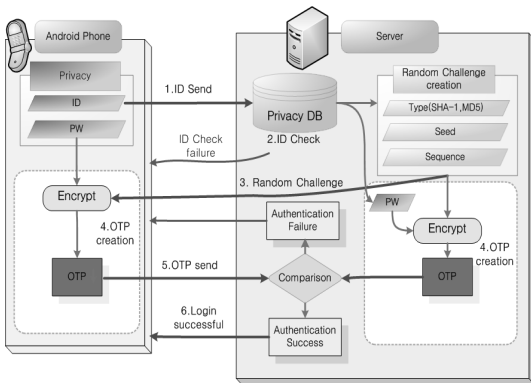 Android Phone
Server
Privacy
ID
PW
1.ID Send
Privacy DB
2.ID Check
ID Check
failure
Random Challenge
creation
Type(SHA-1,MD5)
Seed
Sequence
3. Random Challenge
Encrypt
4.OTP
creation
OTP
Authentication
Failure
PW
Encrypt
4.OTP
creation
OTP
5.OTP send
Comparison
6.Login
successful
Authentication
Success